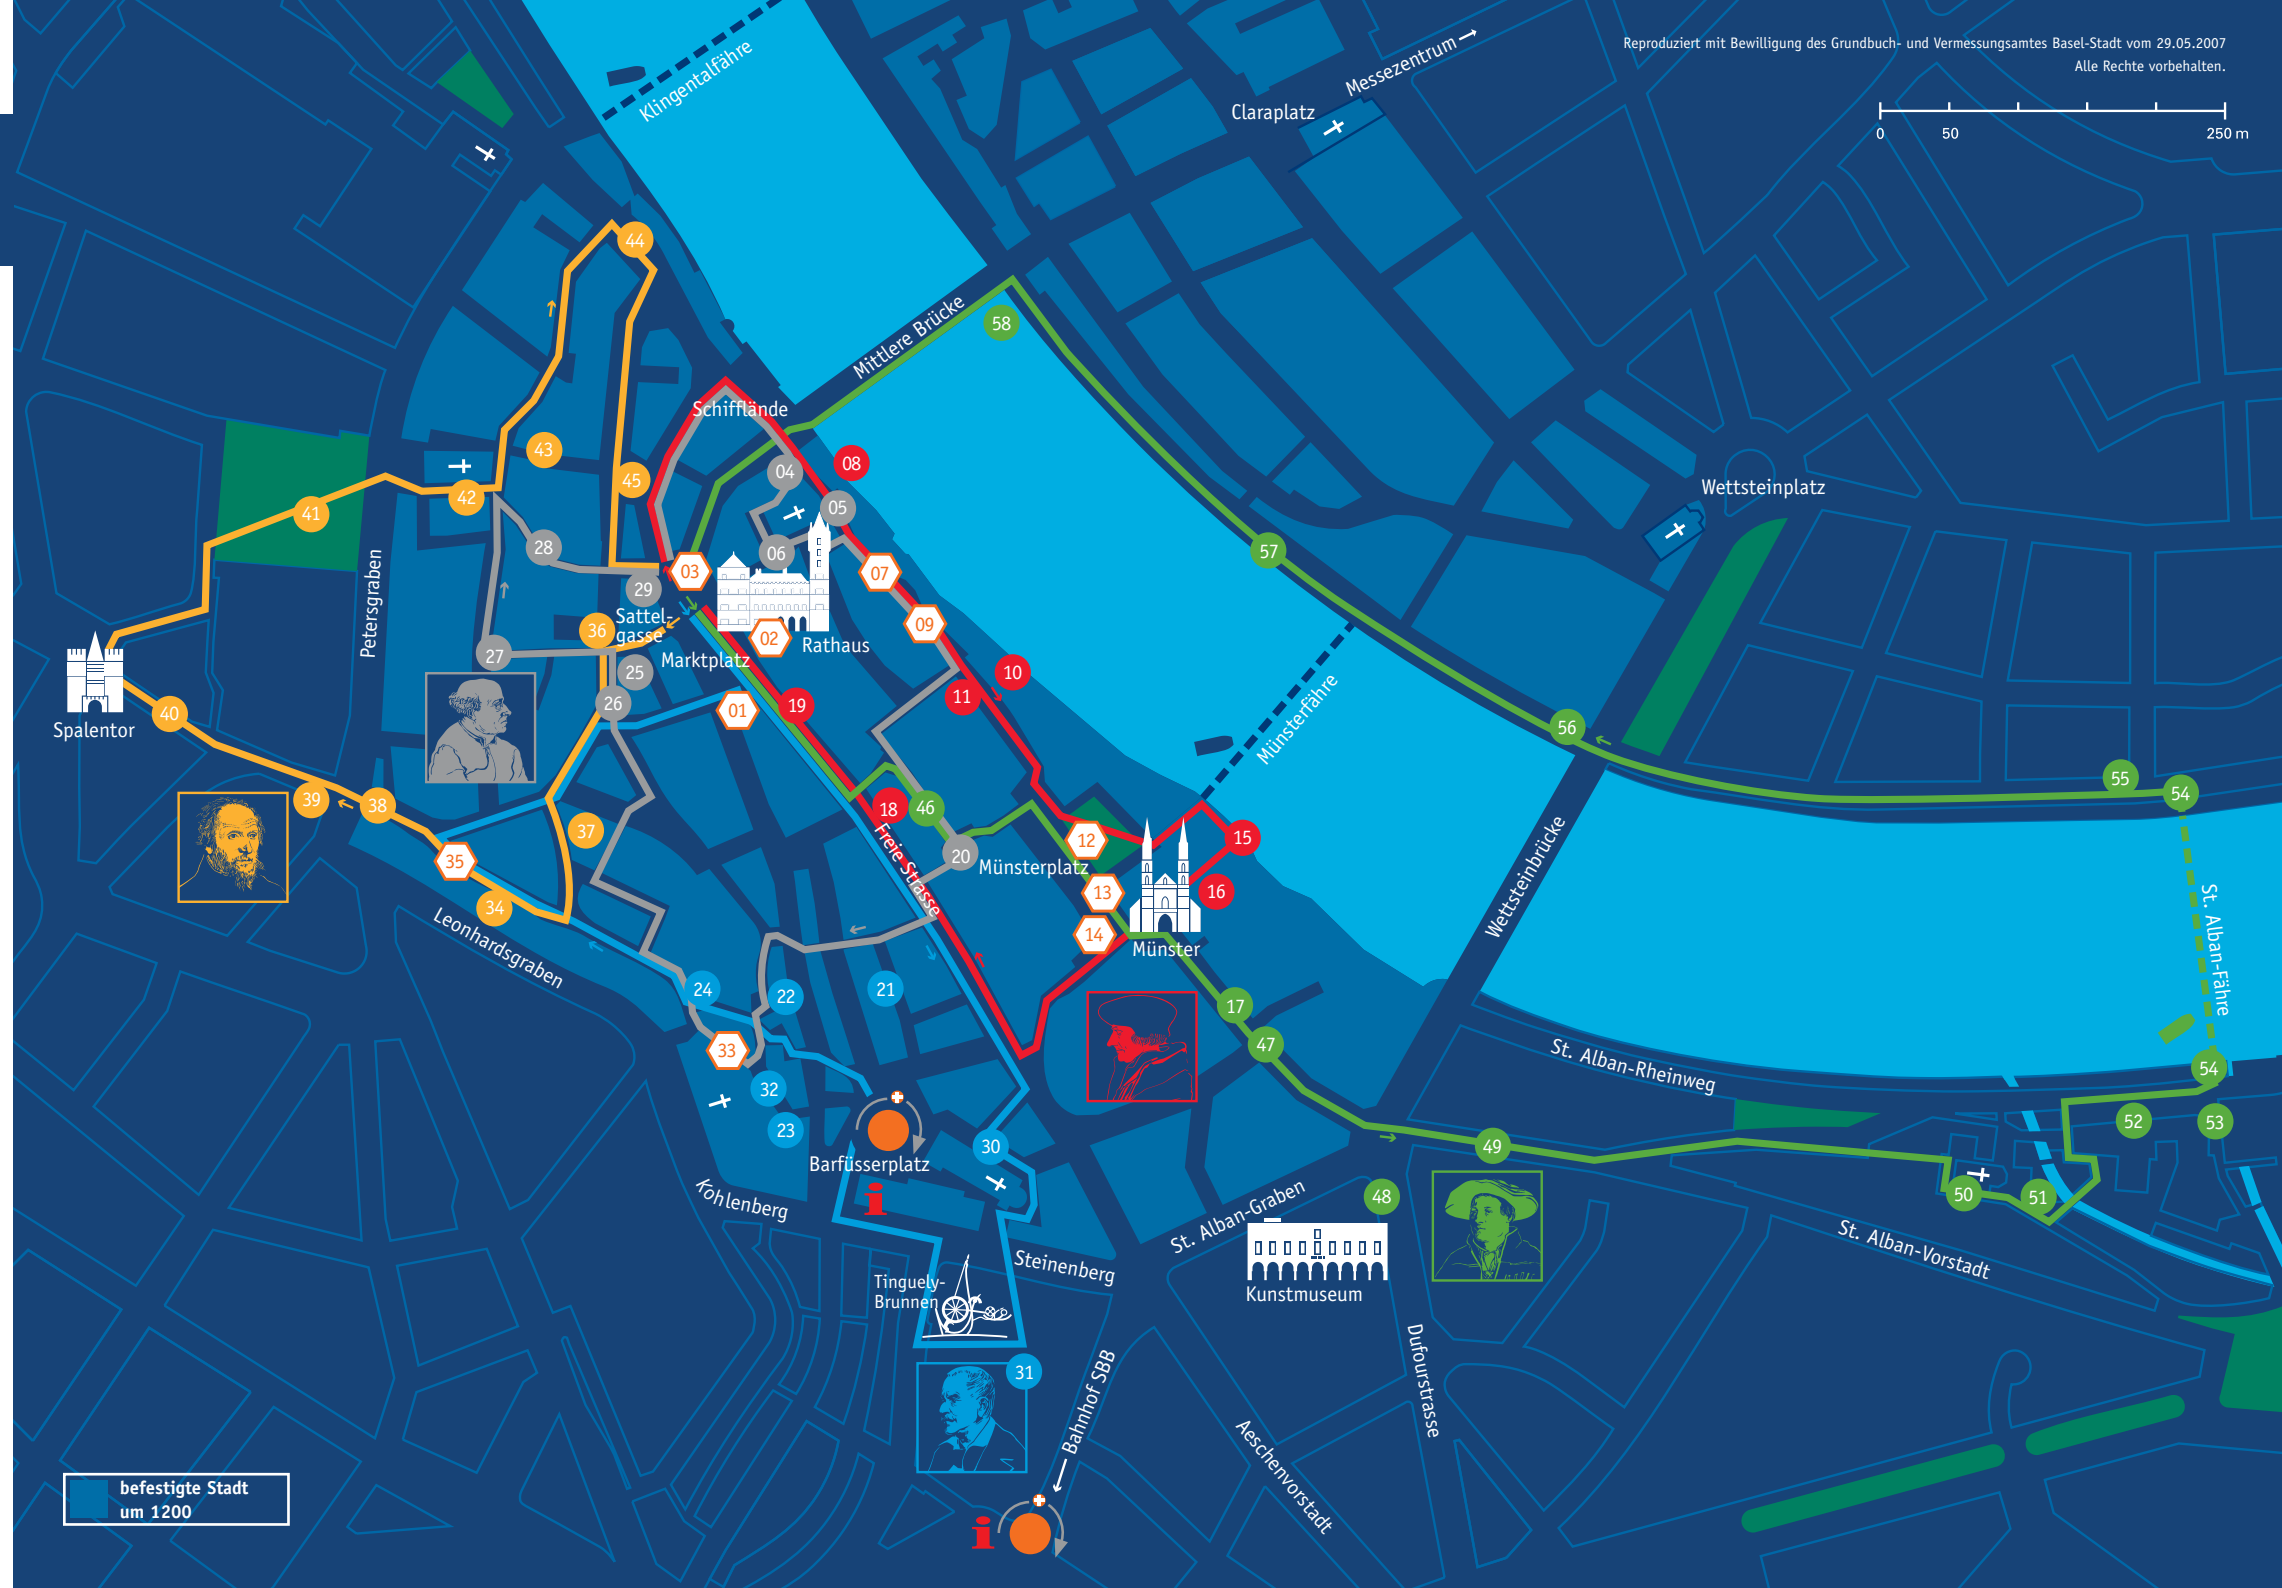 Reproduziert mit Bewilligung des Grundbuch- und Vermessungsamtes Basel-Stadt vom 29.05.2007
Alle Rechte vorbehalten.
0 50 250 m
Klingentalfähre
Messezentrum
Claraplatz
44
Mittlere Brücke
58
Schifflände
43
45
04
08
42
41
05
Wettsteinplatz
28
06
57
03
07
29
Petersgraben
36
Sattel-
gasse
09
02
Rathaus
27
25
Marktplatz
10
11
26
01
19
40
Spalentor
Münsterfähre
56
55
54
39
38
18
46
37
12
15
Freie Strasse
20
Münsterplatz
35
13
16
34
14
Münster
Leonhardsgraben
Wettsteinbrücke
St. Alban-Fähre
24
22
21
17
33
47
St. Alban-Rheinweg
54
32
23
52
53
30
49
Barfüsserplatz
i
Kohlenberg
48
50
51
St. Alban-Graben
St. Alban-Vorstadt
Steinenberg
Tinguely-
Brunnen
Kunstmuseum
31
Dufourstrasse
Bahnhof SBB
Aeschenvorstadt
befestigte Stadt
um 1200
i